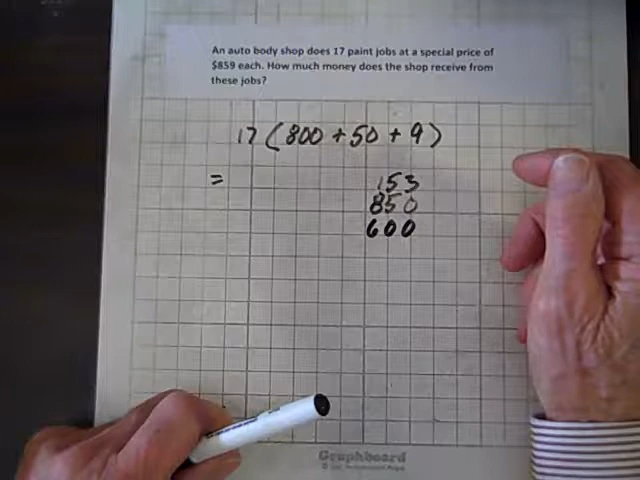 An auto body shop does 17 paint jobs at a special price of
$859 each. How much money does the shop receive from
these jobs?
17 (800 + 50 + 9)
= 153
850
600
Graphboard